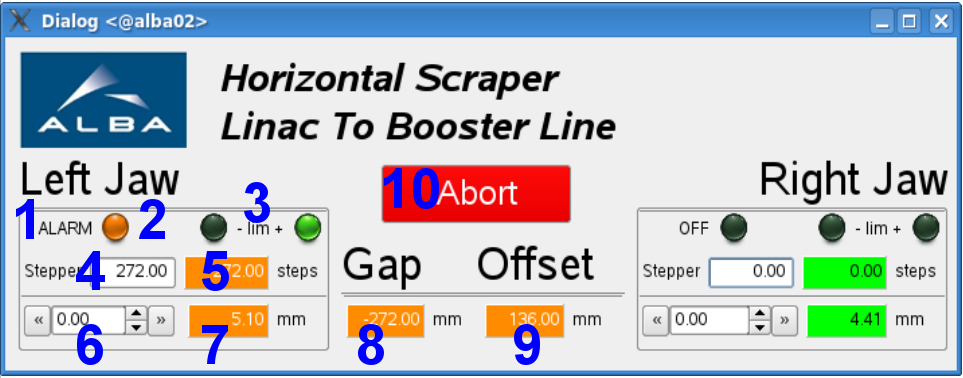 Dialog <@alba02>
ALBA
Horizontal Scraper
Linac To Booster Line
Left Jaw
10 Abort
Right Jaw
1 ALARM 2 - lim + 3
OFF - lim +
4 Stepper 272.00 5 272.00 steps
Gap Offset
Stepper 0.00 0.00 steps
« 0.00 » 6 5.10 mm 7
-272.00 mm 8 136.00 mm 9
« 0.00 » 4.41 mm